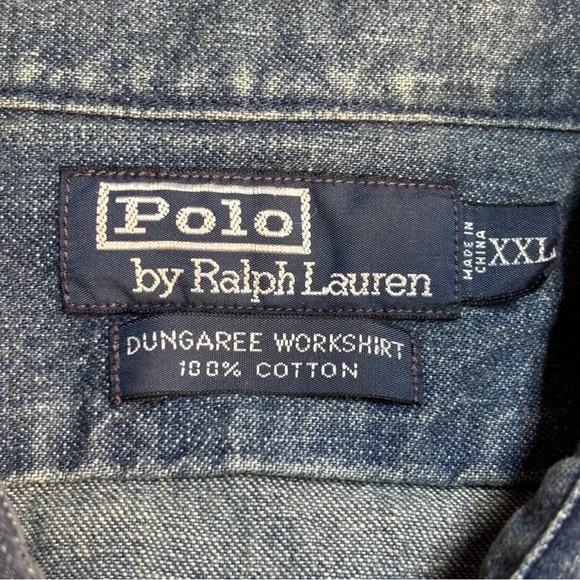 Polo
by Ralph Lauren
MADE IN
CHINA
XXL
DUNGAREE WORKSHIRT
100% COTTON